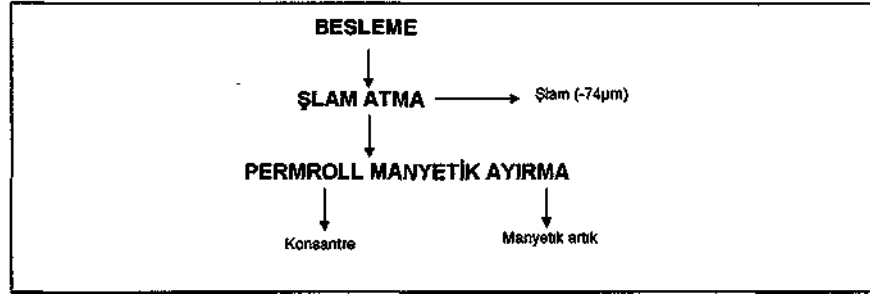 BESLEME
ŞLAM ATMA
Şlam (-74µm)
PERMROLL MANYETİK AYIRMA
Konsantre
Manyetik artık